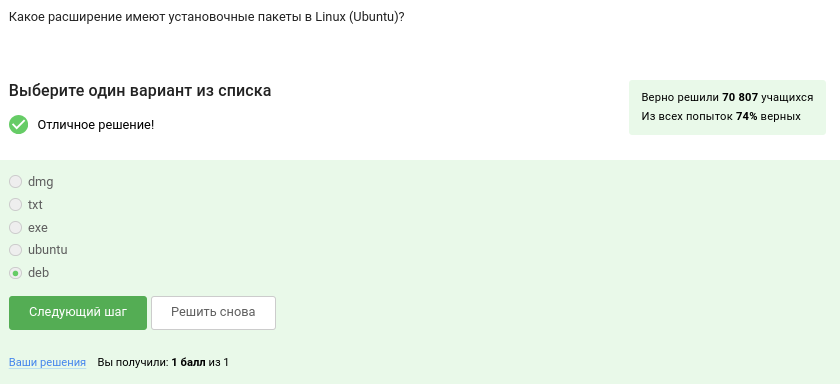 Какое расширение имеют установочные пакеты в Linux (Ubuntu)?
Выберите один вариант из списка
Верно решили 70 807 учащихся
Из всех попыток 74% верных
Отличное решение!
dmg
txt
exe
ubuntu
deb
Следующий шаг Решить снова
Ваши решения Вы получили: 1 балл из 1